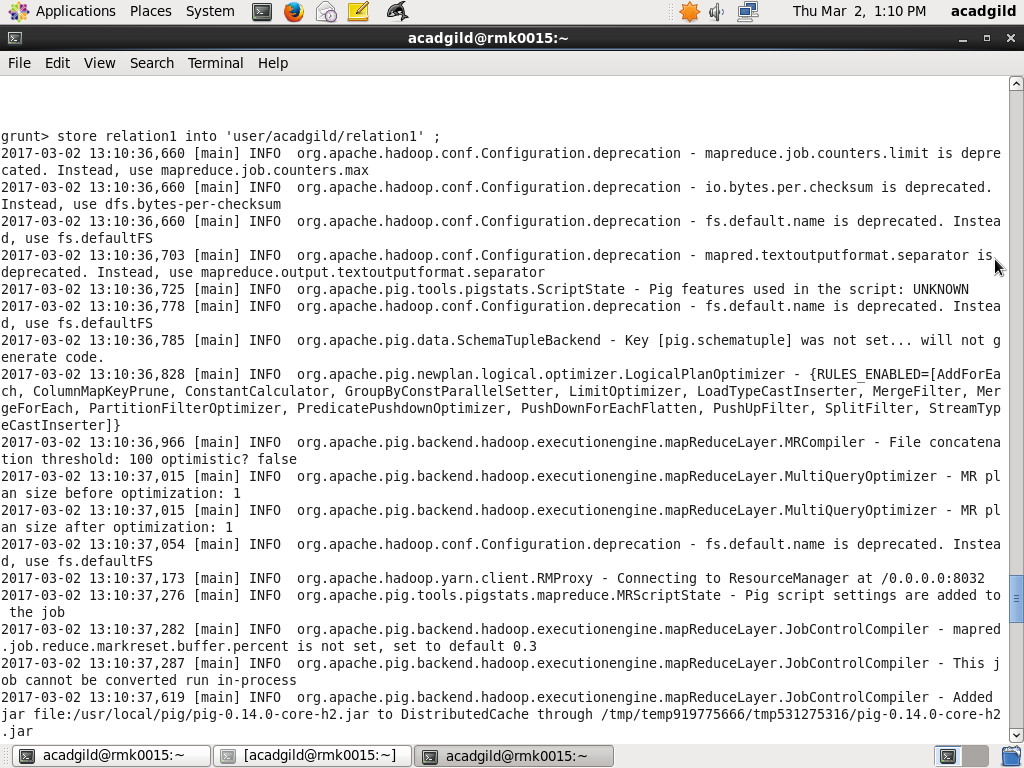 Applications Places System Thu Mar 2, 1:10 PM acadgild
acadgild@rmk0015:~
File Edit View Search Terminal Help
grunt> store relation1 into 'user/acadgild/relation1' ;
2017-03-02 13:10:36,660 [main] INFO  org.apache.hadoop.conf.Configuration.deprecation - mapreduce.job.counters.limit is depre
cated. Instead, use mapreduce.job.counters.max
2017-03-02 13:10:36,660 [main] INFO  org.apache.hadoop.conf.Configuration.deprecation - io.bytes.per.checksum is deprecated.
Instead, use dfs.bytes-per-checksum
2017-03-02 13:10:36,660 [main] INFO  org.apache.hadoop.conf.Configuration.deprecation - fs.default.name is deprecated. Instea
d, use fs.defaultFS
2017-03-02 13:10:36,703 [main] INFO  org.apache.hadoop.conf.Configuration.deprecation - mapred.textoutputformat.separator is
deprecated. Instead, use mapreduce.output.textoutputformat.separator
2017-03-02 13:10:36,725 [main] INFO  org.apache.pig.tools.pigstats.ScriptState - Pig features used in the script: UNKNOWN
2017-03-02 13:10:36,778 [main] INFO  org.apache.hadoop.conf.Configuration.deprecation - fs.default.name is deprecated. Instea
d, use fs.defaultFS
2017-03-02 13:10:36,785 [main] INFO  org.apache.pig.data.SchemaTupleBackend - Key [pig.schematuple] was not set... will not g
enerate code.
2017-03-02 13:10:36,828 [main] INFO  org.apache.pig.newplan.logical.optimizer.LogicalPlanOptimizer - {RULES_ENABLED=[AddForEa
ch, ColumnMapKeyPrune, ConstantCalculator, GroupByConstParallelSetter, LimitOptimizer, LoadTypeCastInserter, MergeFilter, Mer
geForEach, PartitionFilterOptimizer, PredicatePushdownOptimizer, PushDownForEachFlatten, PushUpFilter, SplitFilter, StreamTyp
eCastInserter]}
2017-03-02 13:10:36,966 [main] INFO  org.apache.pig.backend.hadoop.executionengine.mapReduceLayer.MRCompiler - File concatena
tion threshold: 100 optimistic? false
2017-03-02 13:10:37,015 [main] INFO  org.apache.pig.backend.hadoop.executionengine.mapReduceLayer.MultiQueryOptimizer - MR pl
an size before optimization: 1
2017-03-02 13:10:37,015 [main] INFO  org.apache.pig.backend.hadoop.executionengine.mapReduceLayer.MultiQueryOptimizer - MR pl
an size after optimization: 1
2017-03-02 13:10:37,054 [main] INFO  org.apache.hadoop.conf.Configuration.deprecation - fs.default.name is deprecated. Instea
d, use fs.defaultFS
2017-03-02 13:10:37,173 [main] INFO  org.apache.hadoop.yarn.client.RMProxy - Connecting to ResourceManager at /0.0.0.0:8032
2017-03-02 13:10:37,276 [main] INFO  org.apache.pig.tools.pigstats.mapreduce.MRScriptState - Pig script settings are added to
 the job
2017-03-02 13:10:37,282 [main] INFO  org.apache.pig.backend.hadoop.executionengine.mapReduceLayer.JobControlCompiler - mapred
.job.reduce.markreset.buffer.percent is not set, set to default 0.3
2017-03-02 13:10:37,287 [main] INFO  org.apache.pig.backend.hadoop.executionengine.mapReduceLayer.JobControlCompiler - This j
ob cannot be converted run in-process
2017-03-02 13:10:37,619 [main] INFO  org.apache.pig.backend.hadoop.executionengine.mapReduceLayer.JobControlCompiler - Added
jar file:/usr/local/pig/pig-0.14.0-core-h2.jar to DistributedCache through /tmp/temp919775666/tmp531275316/pig-0.14.0-core-h2
.jar
acadgild@rmk0015:~ [acadgild@rmk0015:~] acadgild@rmk0015:~